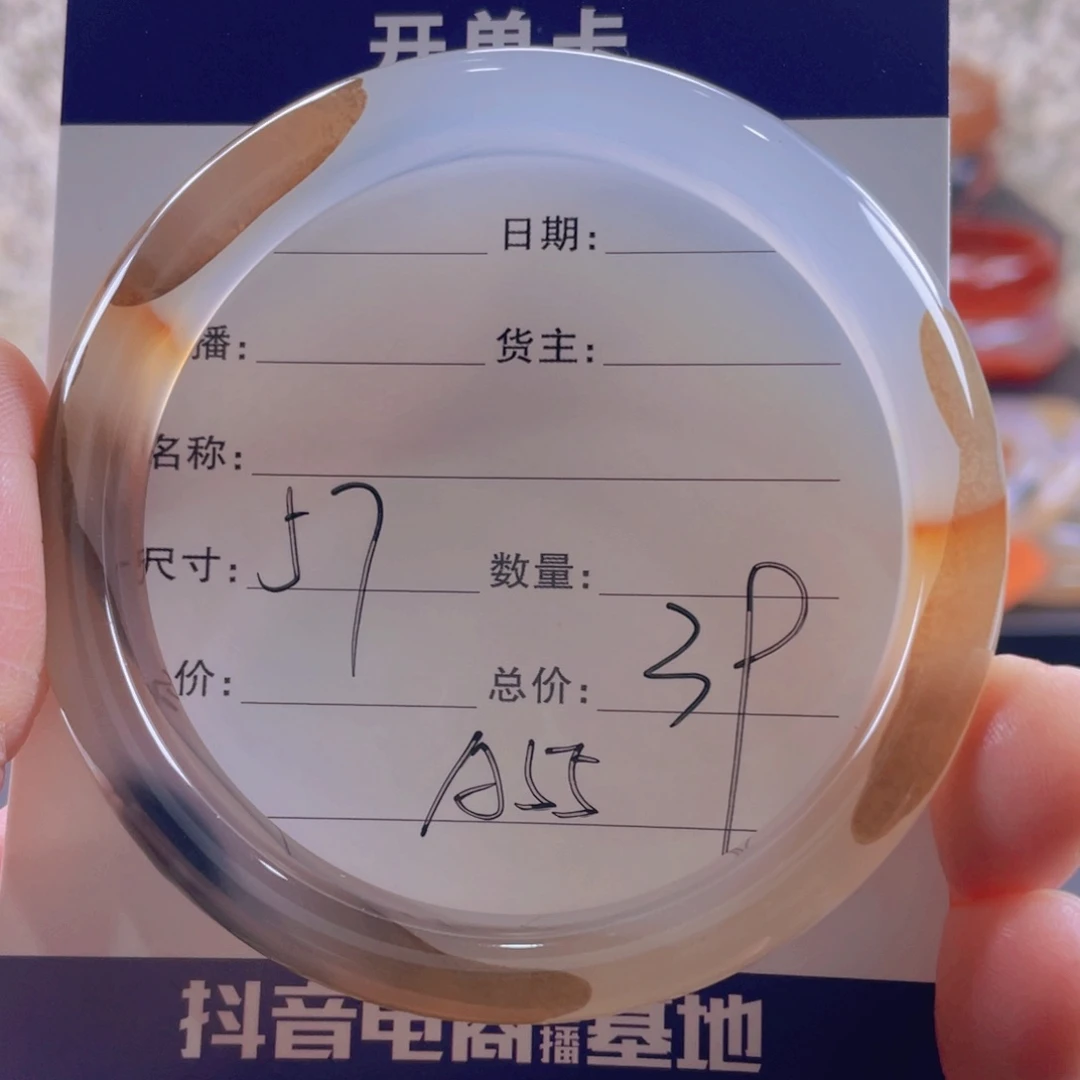 开单卡
日期:
播: 货主:
名称:
尺寸: 57 数量:
价: 总价: 3P
A55
抖音电商直播基地